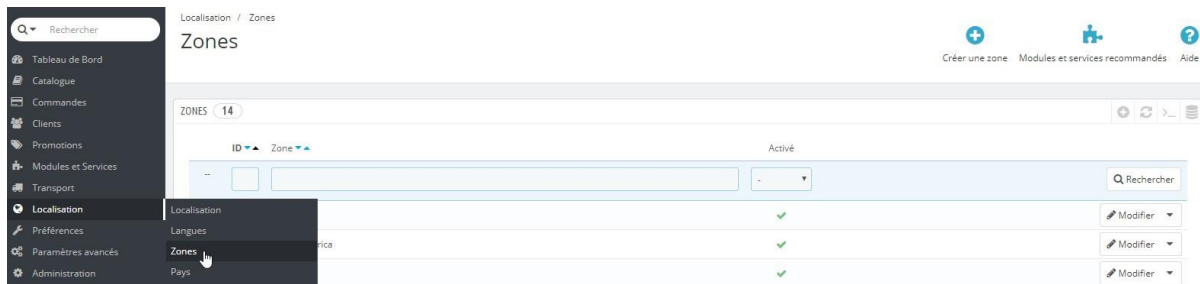 Localisation / Zones
Rechercher
Zones
Créer une zone Modules et services recommandés Aide
Tableau de Bord
Catalogue
Commandes
Clients
Promotions
Modules et Services
Transport
Localisation
Préférences
Paramètres avancés
Administration
Localisation
Langues
Zones
Pays
ZONES 14
ID Zone Activé
-- - Rechercher
Modifier
rica Modifier
Modifier